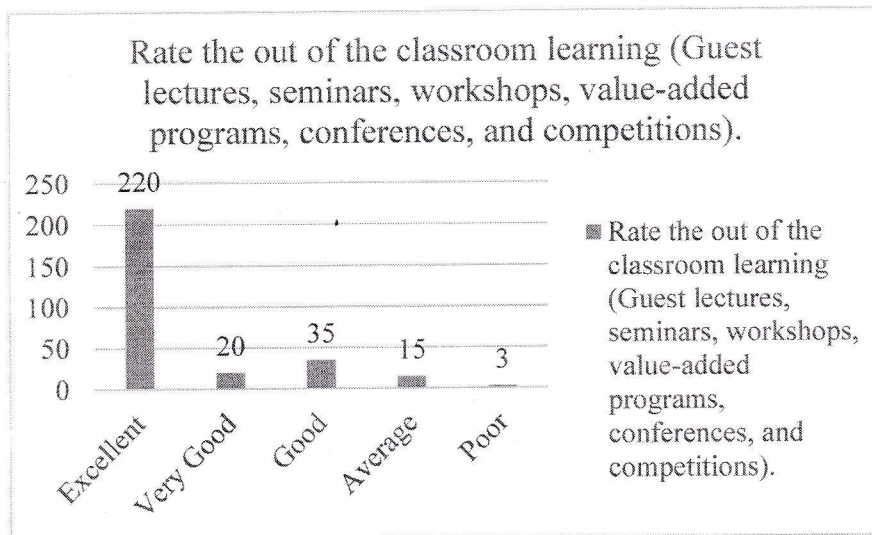 Rate the out of the classroom learning (Guest
lectures, seminars, workshops, value-added
programs, conferences, and competitions).
250
200
150
100
50
0
220
20
35
15
3
Excellent
Very Good
Good
Average
Poor
Rate the out of the
classroom learning
(Guest lectures,
seminars, workshops,
value-added
programs,
conferences, and
competitions).